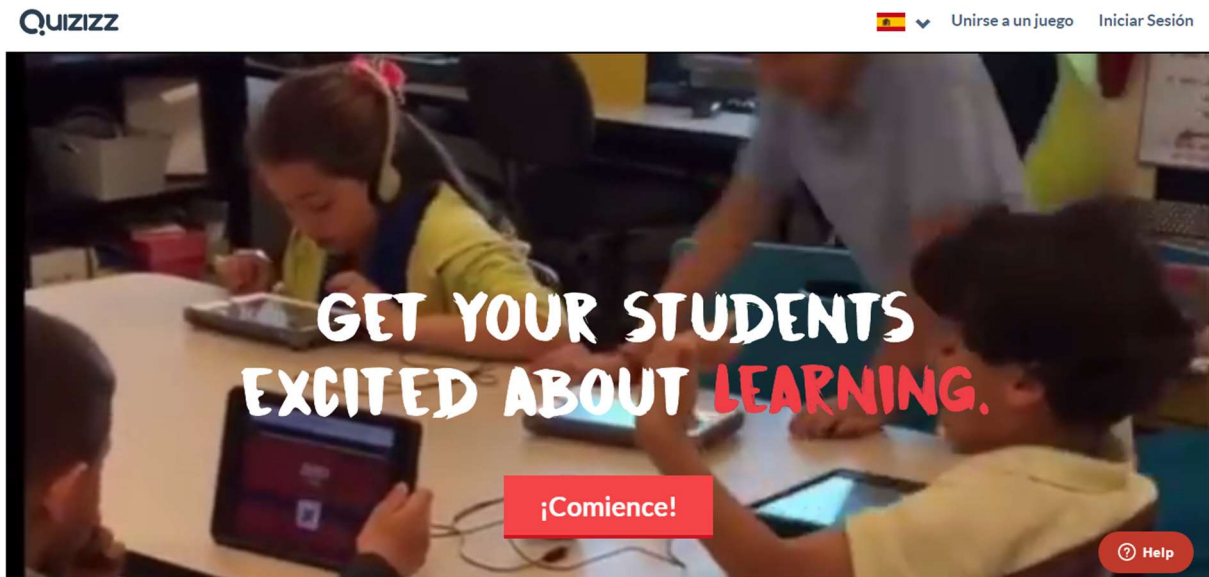 Quizizz
Unirse a un juego Iniciar Sesión
GET YOUR STUDENTS
EXCITED ABOUT LEARNING.
¡Comience!
? Help